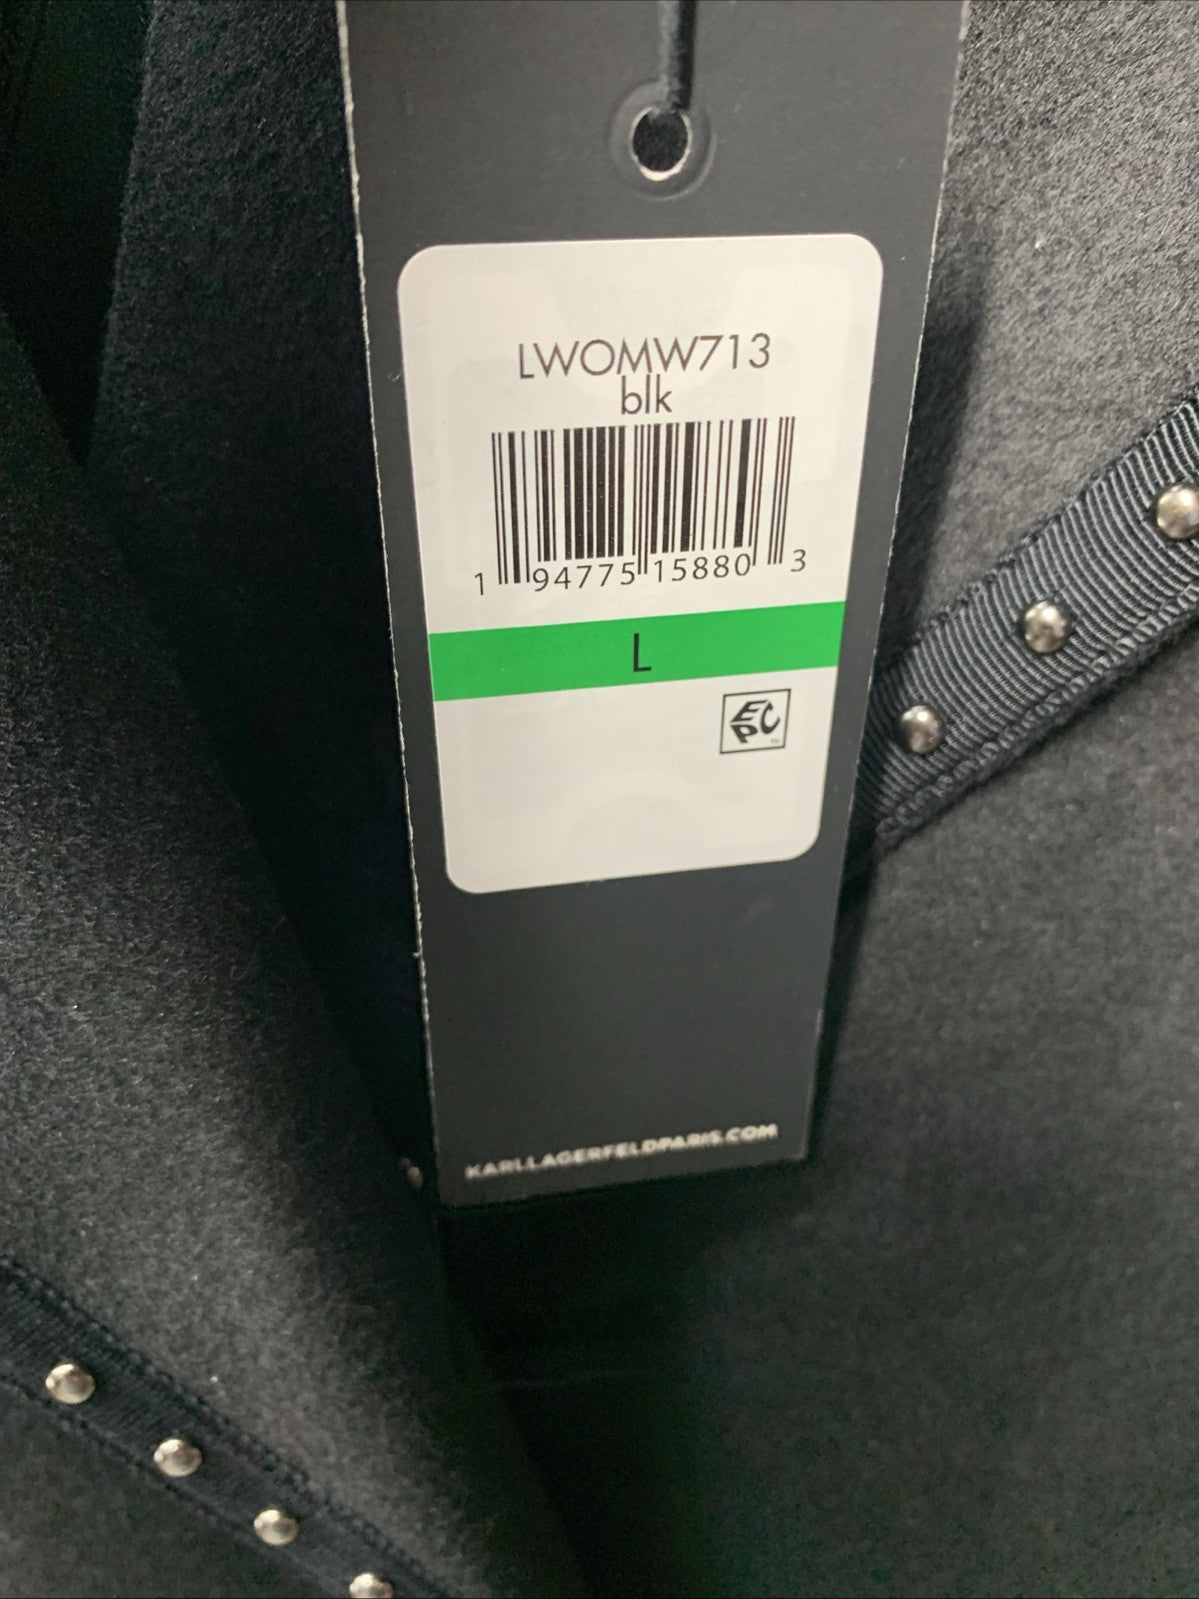 LWOMW713
blk
1 94775 15880 3
L
EPC
KARLLAGERFELDPARIS.COM